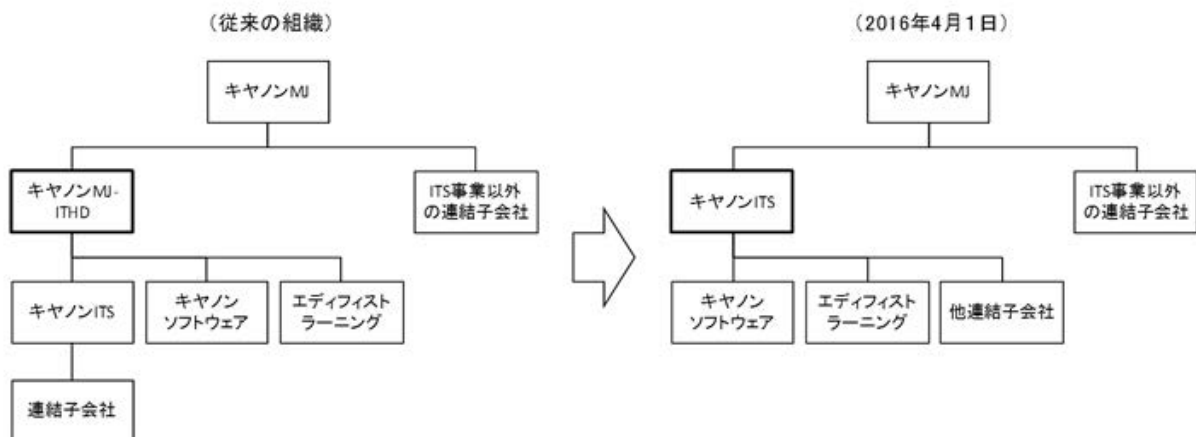 （従来の組織）
キヤノンMJ
キヤノンMJ-
ITHD
ITS事業以外
の連結子会社
キヤノンITS
キヤノン
ソフトウェア
エディフィスト
ラーニング
連結子会社
（2016年4月1日）
キヤノンMJ
キヤノンITS
ITS事業以外
の連結子会社
キヤノン
ソフトウェア
エディフィスト
ラーニング
他連結子会社